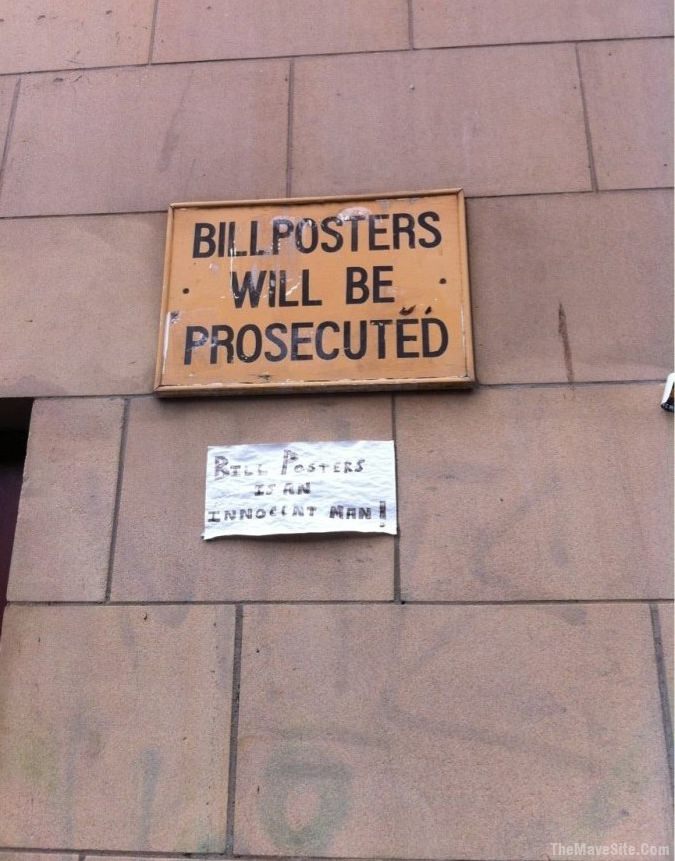 BILLPOSTERS
WILL BE
PROSECUTED
BILL POSTERS
IS AN
INNOCENT MAN!
TheMaveSite.Com